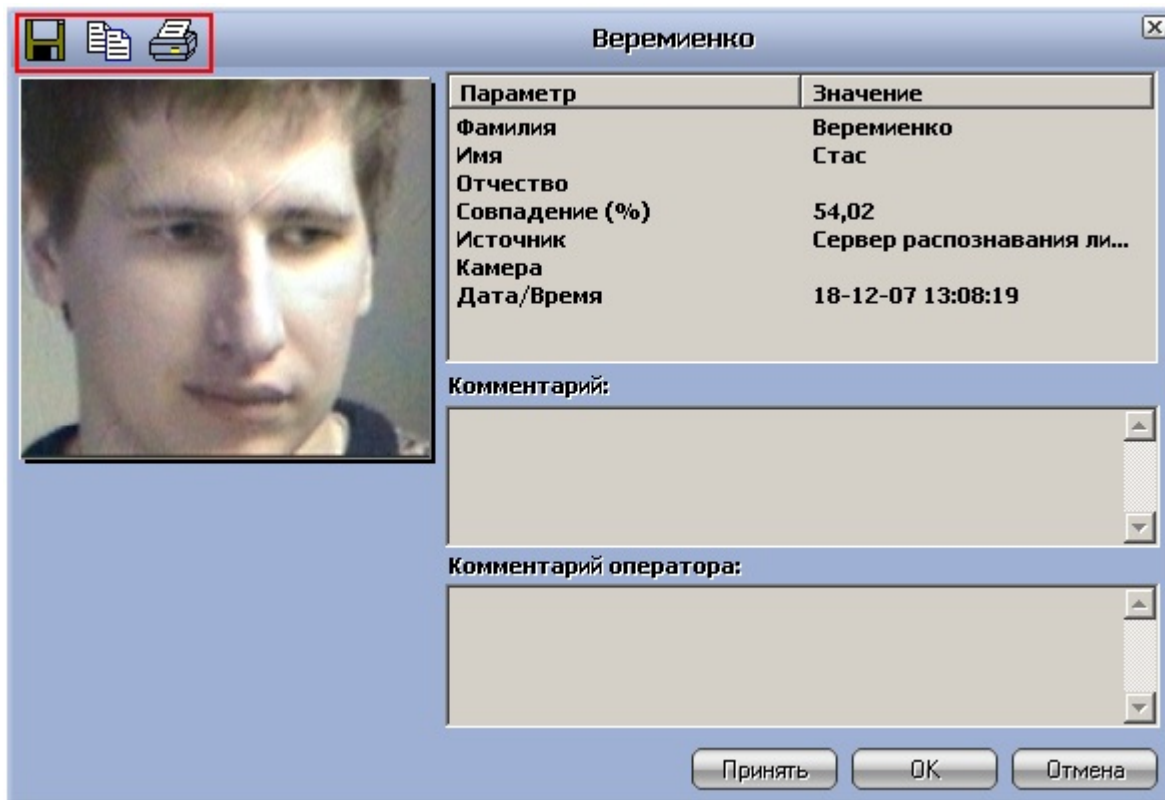 Веремиенко
Параметр Значение
Фамилия Веремиенко
Имя Стас
Отчество
Совпадение (%) 54,02
Источник Сервер распознавания ли...
Камера
Дата/Время 18-12-07 13:08:19
Комментарий:
Комментарий оператора:
Принять OK Отмена